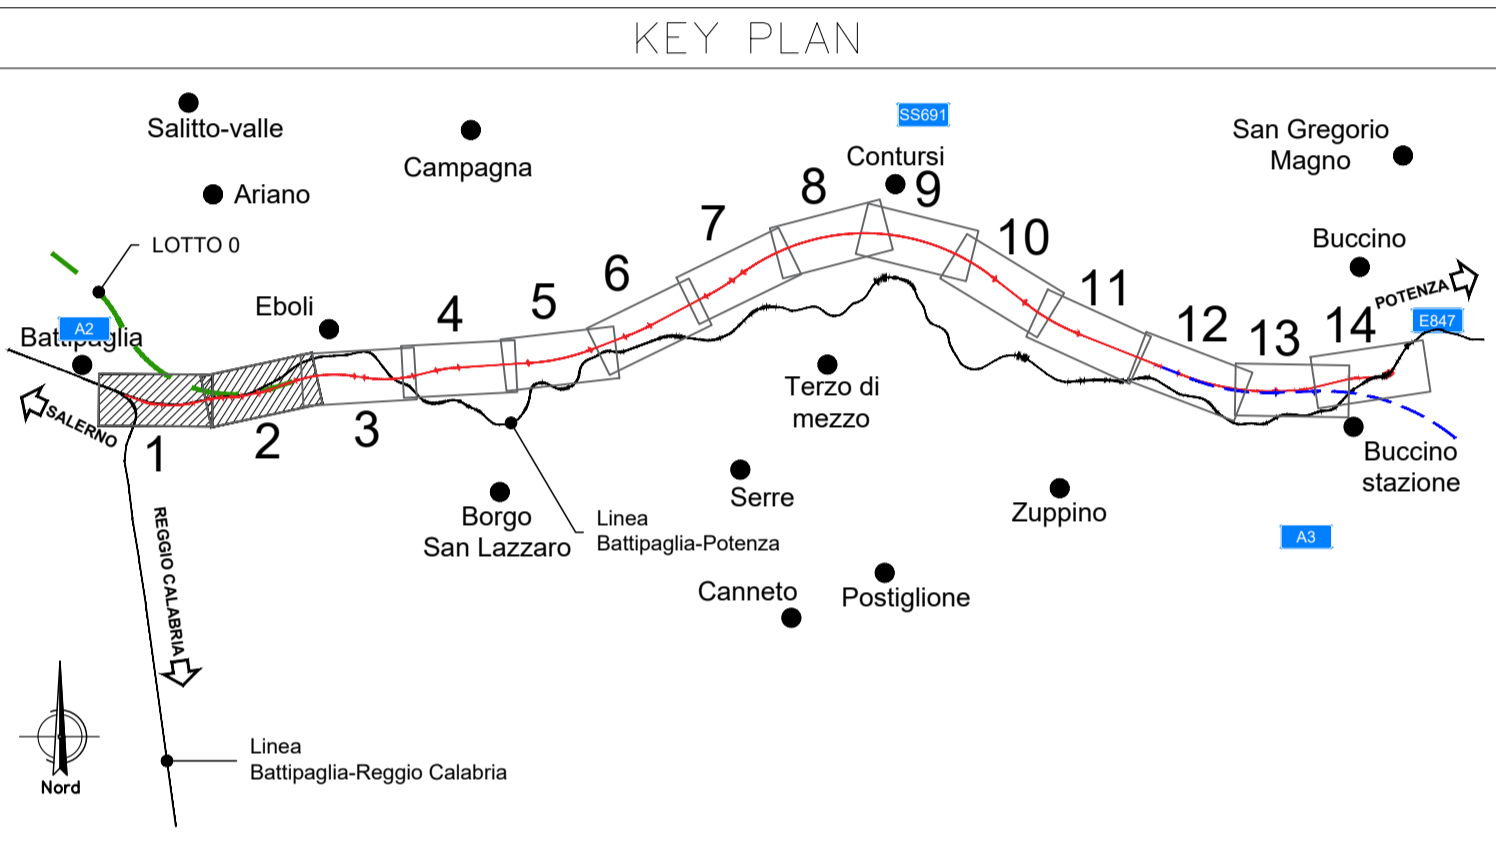 KEY PLAN
Salitto-valle
Campagna
SS691
Contursi
San Gregorio
Magno
Ariano
LOTTO 0
Eboli
Battipaglia
A2
Buccino
POTENZA
E847
SALERNO
1
2
3
4
5
6
7
8
9
10
11
12
13
14
Terzo di
mezzo
Buccino
stazione
Borgo
San Lazzaro
Linea
Battipaglia-Potenza
Serre
Zuppino
A3
Canneto
Postiglione
REGGIO CALABRIA
Nord
Linea
Battipaglia-Reggio Calabria